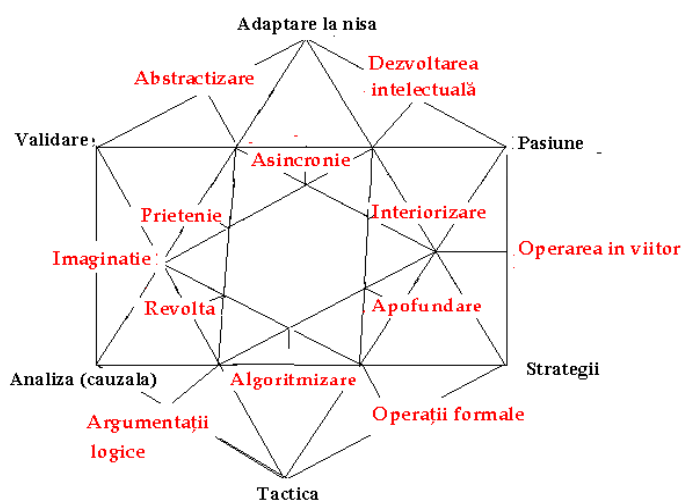 Adaptare la nisa
Dezvoltarea
intelectuală
Abstractizare
Validare
Pasiune
Asincronie
Prietenie
Interiorizare
Imaginatie
Operarea in viitor
Revolta
Apofundare
Analiza (cauzala)
Algoritmizare
Strategii
Argumentații
logice
Operații formale
Tactica